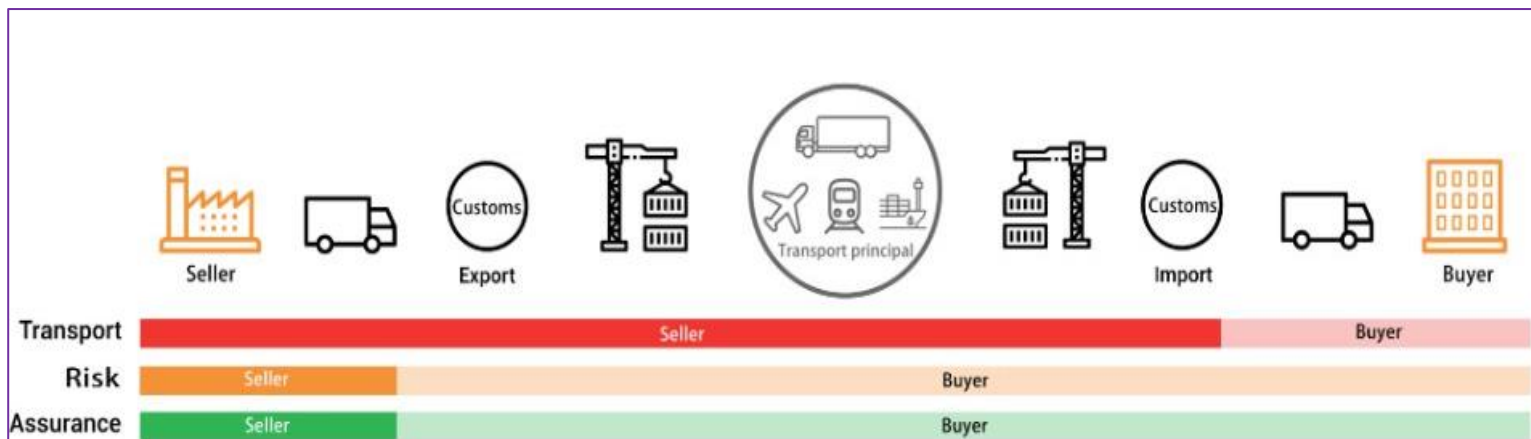 Customs
Customs
Transport principal
Seller
Export
Import
Buyer
Transport Seller Buyer
Risk Seller Buyer
Assurance Seller Buyer